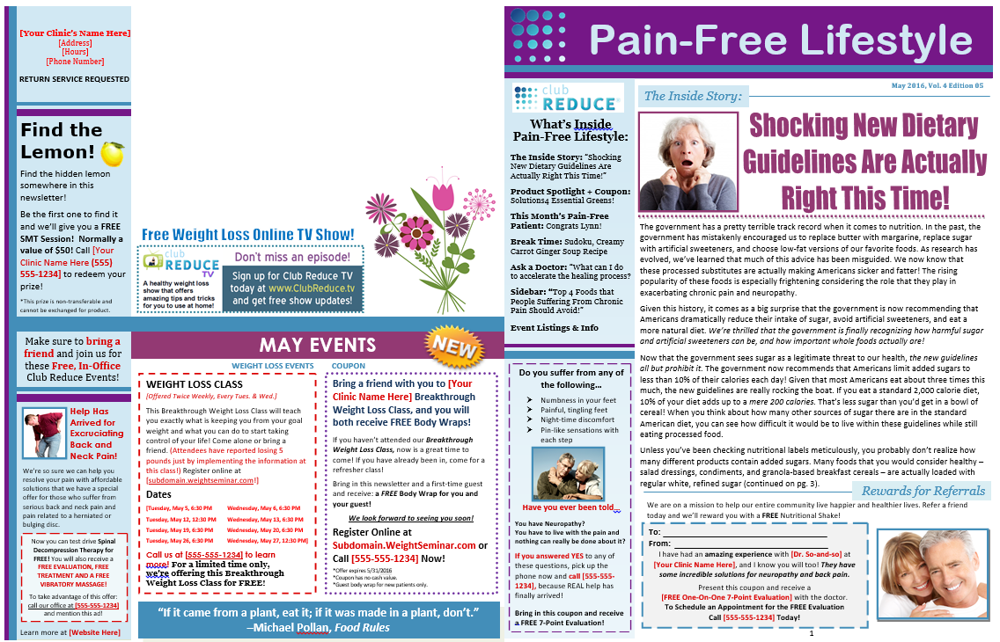 [Your Clinic's Name Here]
[Address]
[Hours]
[Phone Number]
RETURN SERVICE REQUESTED
Find the
Lemon!
Find the hidden lemon
somewhere in this
newsletter!
Be the first one to find it
and we'll give you a FREE
SMT Session! Normally a
value of $50! Call [Your
Clinic Name Here (555)
555-1234] to redeem your
prize!
*This prize is non-transferable and
cannot be exchanged for product.
Make sure to bring a
friend and join us for
these Free, In-Office
Club Reduce Events!
Help Has
Arrived for
Excruciating
Back and
Neck Pain!
We're so sure we can help you
resolve your pain with affordable
solutions that we have a special
offer for those who suffer from
serious back and neck pain and
pain related to a herniated or
bulging disc.
Now you can test drive Spinal
Decompression Therapy for
FREE! You will also receive a
FREE EVALUATION, FREE
TREATMENT AND A FREE
VIBRATORY MASSAGE!
To take advantage of this offer:
call our office at [555-555-1234]
and mention this ad!
Learn more at [Website Here]
Free Weight Loss Online TV Show!
club
REDUCE
TV
A healthy weight loss
show that offers
amazing tips and tricks
for you to use at home!
Don't miss an episode!
Sign up for Club Reduce TV
today at www.ClubReduce.tv
and get free show updates!
MAY EVENTS
NEW
WEIGHT LOSS EVENTS
COUPON
WEIGHT LOSS CLASS
[Offered Twice Weekly, Every Tues. & Wed.]
This Breakthrough Weight Loss Class will teach
you exactly what is keeping you from your goal
weight and what you can do to start taking
control of your life! Come alone or bring a
friend. (Attendees have reported losing 5
pounds just by implementing the information at
this class!) Register online at
[subdomain.weightseminar.com!]
Dates
[Tuesday, May 5, 6:30 PM Wednesday, May 6, 6:30 PM
Tuesday, May 12, 12:30 PM Wednesday, May 13, 6:30 PM
Tuesday, May 19, 6:30 PM Wednesday, May 20, 6:30 PM
Tuesday, May 26, 6:30 PM Wednesday, May 27, 12:30 PM]
Call us at [555-555-1234] to learn
more! For a limited time only,
we're offering this Breakthrough
Weight Loss Class for FREE!
Bring a friend with you to [Your
Clinic Name Here] Breakthrough
Weight Loss Class, and you will
both receive FREE Body Wraps!
If you haven't attended our Breakthrough
Weight Loss Class, now is a great time to
come! If you have already been in, come for a
refresher class!
Bring in this newsletter and a first-time guest
and receive: a FREE Body Wrap for you and
your guest!
We look forward to seeing you soon!
Register Online at
Subdomain.WeightSeminar.com or
Call [555-555-1234] Now!
*Offer expires 5/31/2016
*Coupon has no cash value.
*Guest body wrap for new patients only.
"If it came from a plant, eat it; if it was made in a plant, don't."
–Michael Pollan, Food Rules
Pain-Free Lifestyle
May 2016, Vol. 4 Edition 05
club
REDUCE®
What's Inside
Pain-Free Lifestyle:
The Inside Story: "Shocking
New Dietary Guidelines Are
Actually Right This Time!"
Product Spotlight + Coupon:
Solutions4 Essential Greens!
This Month's Pain-Free
Patient: Congrats Lynn!
Break Time: Sudoku, Creamy
Carrot Ginger Soup Recipe
Ask a Doctor: "What can I do
to accelerate the healing process?
Sidebar: "Top 4 Foods that
People Suffering From Chronic
Pain Should Avoid!"
Event Listings & Info
Do you suffer from any of
the following...
Numbness in your feet
Painful, tingling feet
Night-time discomfort
Pin-like sensations with
each step
Have you ever been told...
You have Neuropathy?
You have to live with the pain and
nothing can really be done about it?
If you answered YES to any of
these questions, pick up the
phone now and call [555-555-
1234], because REAL help has
finally arrived!
Bring in this coupon and receive
a FREE 7-Point Evaluation!
The Inside Story:
Shocking New Dietary
Guidelines Are Actually
Right This Time!
The government has a pretty terrible track record when it comes to nutrition. In the past, the
government has mistakenly encouraged us to replace butter with margarine, replace sugar
with artificial sweeteners, and choose low-fat versions of our favorite foods. As research has
evolved, we've learned that much of this advice has been misguided. We now know that
these processed substitutes are actually making Americans sicker and fatter! The rising
popularity of these foods is especially frightening considering the role that they play in
exacerbating chronic pain and neuropathy.
Given this history, it comes as a big surprise that the government is now recommending that
Americans dramatically reduce their intake of sugar, avoid artificial sweeteners, and eat a
more natural diet. We're thrilled that the government is finally recognizing how harmful sugar
and artificial sweeteners can be, and how important whole foods actually are!
Now that the government sees sugar as a legitimate threat to our health, the new guidelines
all but prohibit it. The government now recommends that Americans limit added sugars to
less than 10% of their calories each day! Given that most Americans eat about three times this
much, the new guidelines are really rocking the boat. If you eat a standard 2,000 calorie diet,
10% of your diet adds up to a mere 200 calories. That's less sugar than you'd get in a bowl of
cereal! When you think about how many other sources of sugar there are in the standard
American diet, you can see how difficult it would be to live within these guidelines while still
eating processed food.
Unless you've been checking nutritional labels meticulously, you probably don't realize how
many different products contain added sugars. Many foods that you would consider healthy –
salad dressings, condiments, and granola-based breakfast cereals – are actually loaded with
regular white, refined sugar (continued on pg. 3).
Rewards for Referrals
We are on a mission to help our entire community live happier and healthier lives. Refer a friend
today and we'll reward you with a FREE Nutritional Shake!
To:
From:
I have had an amazing experience with [Dr. So-and-so] at
[Your Clinic Name Here], and I know you will too! They have
some incredible solutions for neuropathy and back pain.
Present this coupon and receive a
[FREE One-On-One 7-Point Evaluation] with the doctor.
To Schedule an Appointment for the FREE Evaluation
Call [555-555-1234] Today!
1